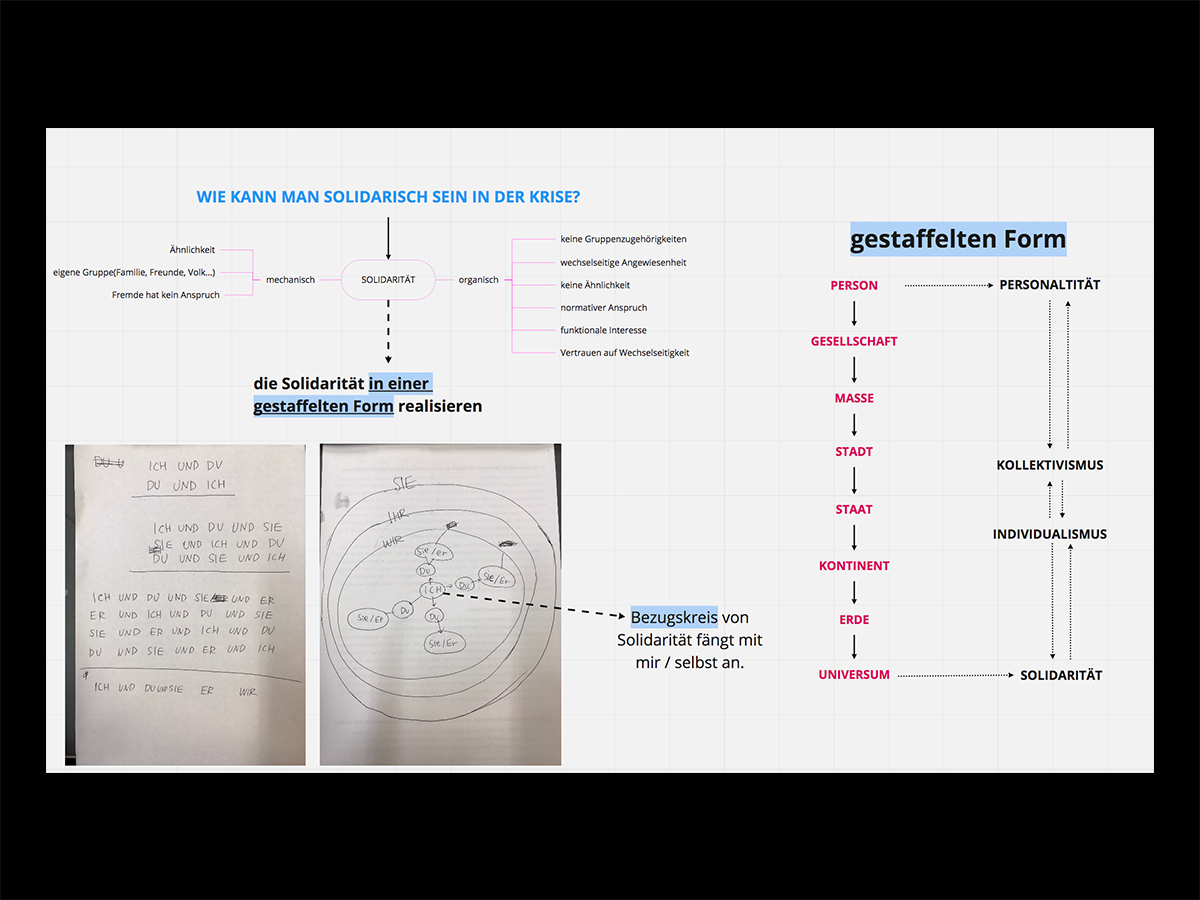 WIE KANN MAN SOLIDARISCH SEIN IN DER KRISE?
Ähnlichkeit
eigene Gruppe(Familie, Freunde, Volk...)
Fremde hat kein Anspruch
mechanisch
SOLIDARITÄT
organisch
keine Gruppenzugehörigkeiten
wechselseitige Angewiesenheit
keine Ähnlichkeit
normativer Anspruch
funktionale Interesse
Vertrauen auf Wechselseitigkeit
die Solidarität in einer
gestaffelten Form realisieren
ICH UND DU
DU UND ICH
ICH UND DU UND SIE
SIE UND ICH UND DU
DU UND SIE UND ICH
ICH UND DU UND SIE UND ER
ER UND ICH UND DU UND SIE
SIE UND ER UND ICH UND DU
DU UND SIE UND ER UND ICH
ICH UND DU UND SIE ER WIR
SIE
IHR
WIR
Sie/er
DU
ICH
DU
Sie/Er
DU
Sie/Er
DU
Sie/Er
Bezugskreis von
Solidarität fängt mit
mir / selbst an.
gestaffelten Form
PERSON
GESELLSCHAFT
MASSE
STADT
STAAT
KONTINENT
ERDE
UNIVERSUM
PERSONALTITÄT
KOLLEKTIVISMUS
INDIVIDUALISMUS
SOLIDARITÄT